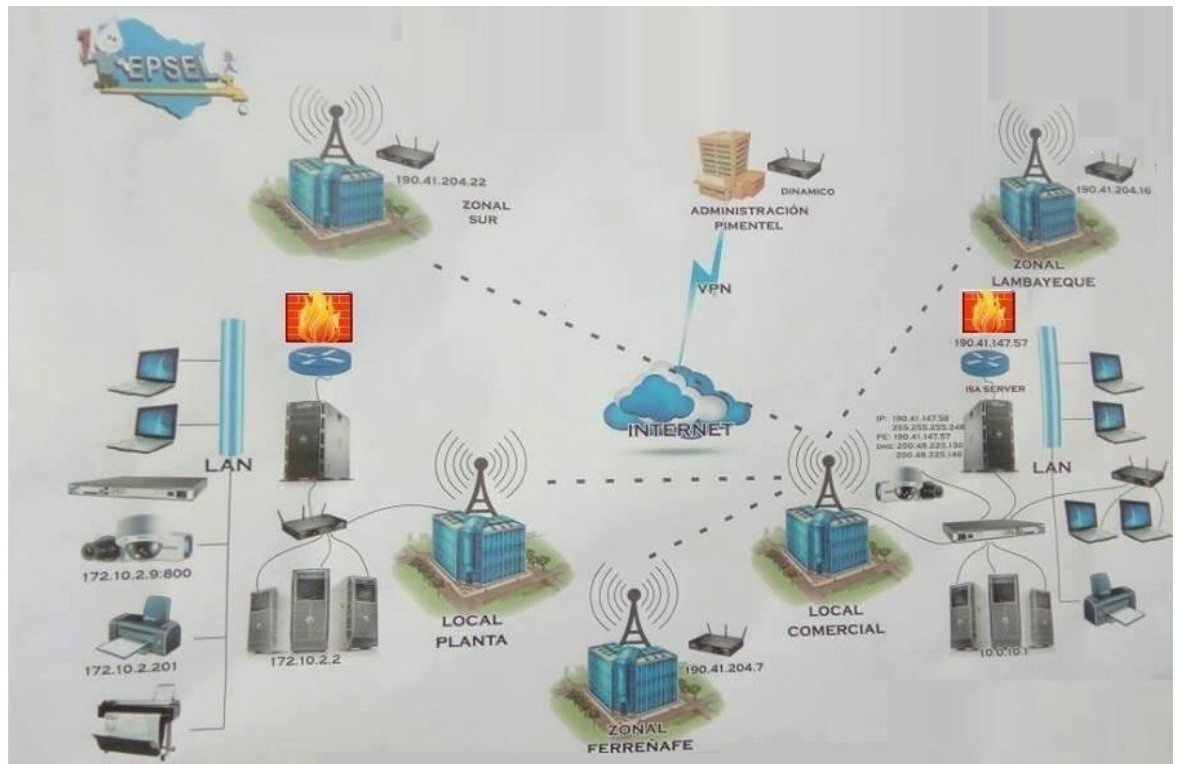 EPSEL
190.41.204.22
ZONAL
SUR
DINAMICO
ADMINISTRACIÓN
PIMENTEL
VPN
190.41.204.16
ZONAL
LAMBAYEQUE
190.41.147.57
ISA SERVER
IP: 190.41.147.58
255.255.255.248
PE: 190.41.147.57
DNS: 200.48.225.130
200.48.225.146
INTERNET
LAN
LAN
172.10.2.9:800
172.10.2.201
172.10.2.2
LOCAL
PLANTA
LOCAL
COMERCIAL
10.0.10.1
190.41.204.7
ZONAL
FERREÑAFE